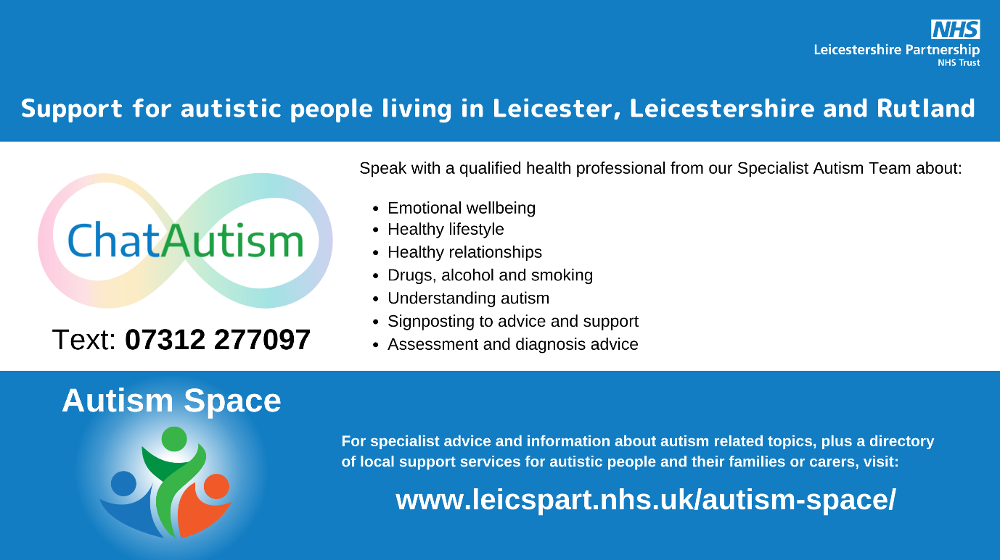 NHS
Leicestershire Partnership
NHS Trust
Support for autistic people living in Leicester, Leicestershire and Rutland
ChatAutism
Text: 07312 277097
Speak with a qualified health professional from our Specialist Autism Team about:
• Emotional wellbeing
• Healthy lifestyle
• Healthy relationships
• Drugs, alcohol and smoking
• Understanding autism
• Signposting to advice and support
• Assessment and diagnosis advice
Autism Space
For specialist advice and information about autism related topics, plus a directory
of local support services for autistic people and their families or carers, visit:
www.leicspart.nhs.uk/autism-space/